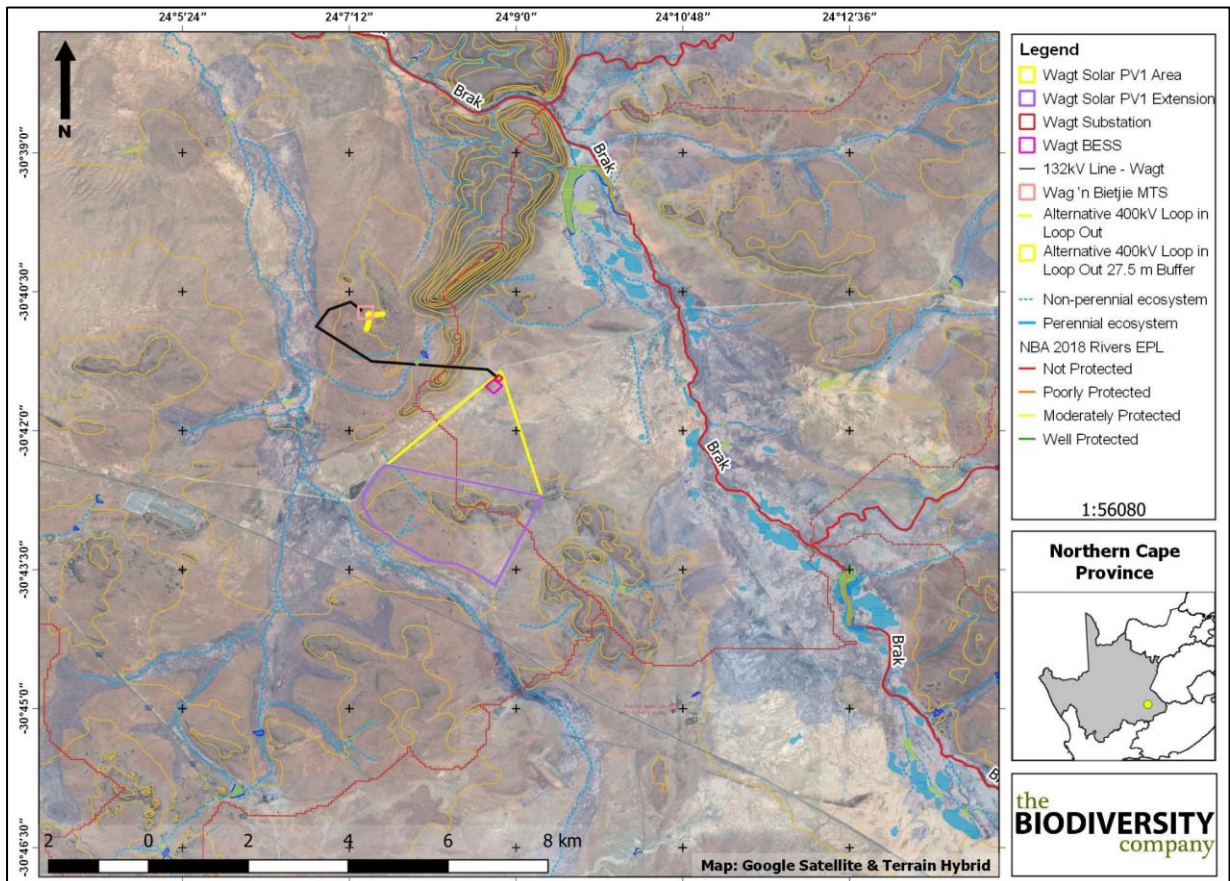 24°5'24" 24°7'12" 24°9'0" 24°10'48" 24°12'36"
-30°39'0"
-30°40'30"
-30°42'0"
-30°43'30"
-30°45'0"
-30°46'30"
N
Brak
Brak
Brak
Brak
Brak
2 0 2 4 6 8 km
Map: Google Satellite & Terrain Hybrid
Legend
Wagt Solar PV1 Area
Wagt Solar PV1 Extension
Wagt Substation
Wagt BESS
132kV Line - Wagt
Wag 'n Bietjie MTS
Alternative 400kV Loop in
Loop Out
Alternative 400kV Loop in
Loop Out 27.5 m Buffer
Non-perennial ecosystem
Perennial ecosystem
NBA 2018 Rivers EPL
Not Protected
Poorly Protected
Moderately Protected
Well Protected
1:56080
Northern Cape
Province
the
BIODIVERSITY
company